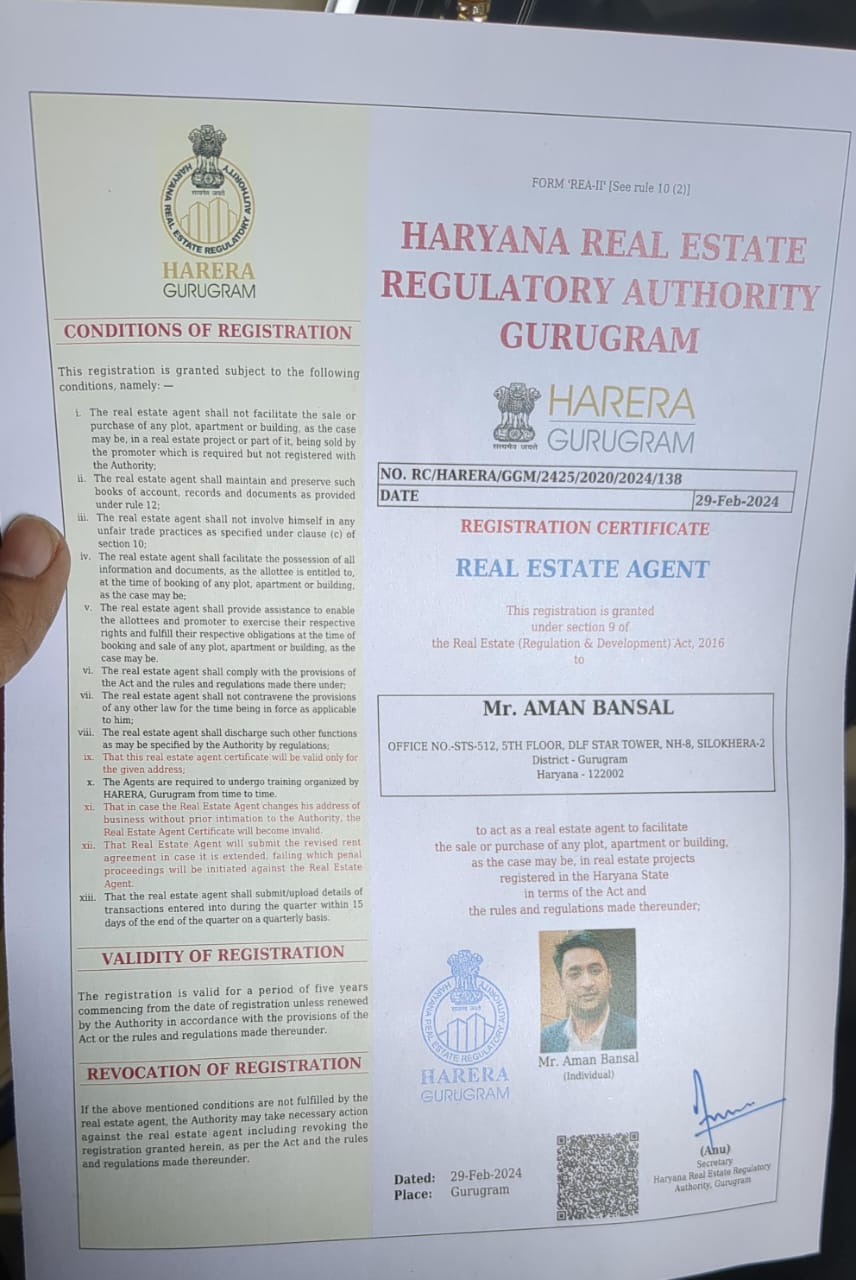 HARYANA REAL ESTATE REGULATORY AUTHORITY
सत्यमेव जयते
HARERA
GURUGRAM
CONDITIONS OF REGISTRATION
This registration is granted subject to the following
conditions, namely: —
i. The real estate agent shall not facilitate the sale or
purchase of any plot, apartment or building, as the case
may be, in a real estate project or part of it, being sold by
the promoter which is required but not registered with
the Authority;
ii. The real estate agent shall maintain and preserve such
books of account, records and documents as provided
under rule 12;
iii. The real estate agent shall not involve himself in any
unfair trade practices as specified under clause (c) of
section 10;
iv. The real estate agent shall facilitate the possession of all
information and documents, as the allottee is entitled to,
at the time of booking of any plot, apartment or building,
as the case may be;
v. The real estate agent shall provide assistance to enable
the allottees and promoter to exercise their respective
rights and fulfill their respective obligations at the time of
booking and sale of any plot, apartment or building, as the
case may be.
vi. The real estate agent shall comply with the provisions of
the Act and the rules and regulations made there under;
vii. The real estate agent shall not contravene the provisions
of any other law for the time being in force as applicable
to him;
viii. The real estate agent shall discharge such other functions
as may be specified by the Authority by regulations;
ix. That this real estate agent certificate will be valid only for
the given address;
x. The Agents are required to undergo training organized by
HARERA, Gurugram from time to time.
xi. That in case the Real Estate Agent changes his address of
business without prior intimation to the Authority, the
Real Estate Agent Certificate will become invalid.
xii. That Real Estate Agent will submit the revised rent
agreement in case it is extended, failing which penal
proceedings will be initiated against the Real Estate
Agent.
xiii. That the real estate agent shall submit/upload details of
transactions entered into during the quarter within 15
days of the end of the quarter on a quarterly basis.
VALIDITY OF REGISTRATION
The registration is valid for a period of five years
commencing from the date of registration unless renewed
by the Authority in accordance with the provisions of the
Act or the rules and regulations made thereunder.
REVOCATION OF REGISTRATION
If the above mentioned conditions are not fulfilled by the
real estate agent, the Authority may take necessary action
against the real estate agent including revoking the
registration granted herein, as per the Act and the rules
and regulations made thereunder.
FORM 'REA-II' [See rule 10 (2)]
HARYANA REAL ESTATE
REGULATORY AUTHORITY
GURUGRAM
HARERA
सत्यमेव जयते GURUGRAM
NO. RC/HARERA/GGM/2425/2020/2024/138
DATE 29-Feb-2024
REGISTRATION CERTIFICATE
REAL ESTATE AGENT
This registration is granted
under section 9 of
the Real Estate (Regulation & Development) Act, 2016
to
Mr. AMAN BANSAL
OFFICE NO.-STS-512, 5TH FLOOR, DLF STAR TOWER, NH-8, SILOKHERA-2
District - Gurugram
Haryana - 122002
to act as a real estate agent to facilitate
the sale or purchase of any plot, apartment or building,
as the case may be, in real estate projects
registered in the Haryana State
in terms of the Act and
the rules and regulations made thereunder;
HARYANA REAL ESTATE REGULATORY AUTHORITY
सत्यमेव जयते
HARERA
GURUGRAM
Mr. Aman Bansal
(Individual)
(Anu)
Secretary
Haryana Real Estate Regulatory
Authority, Gurugram
Dated: 29-Feb-2024
Place: Gurugram